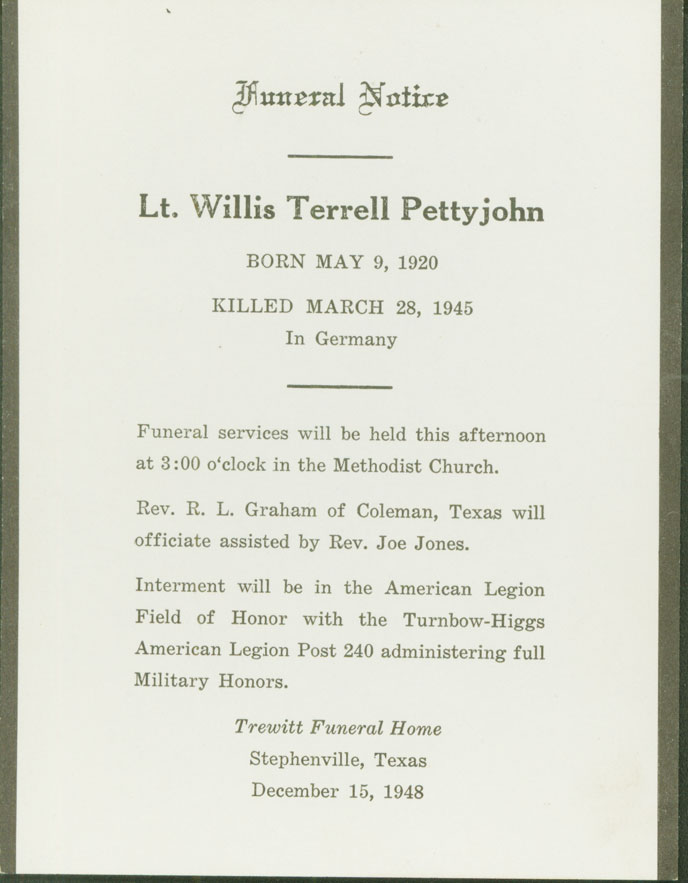 Funeral Notice
Lt. Willis Terrell Pettyjohn
BORN MAY 9, 1920
KILLED MARCH 28, 1945
In Germany
Funeral services will be held this afternoon
at 3:00 o‘clock in the Methodist Church.
Rev. R. L. Graham of Coleman, Texas will
officiate assisted by Rev. Joe Jones.
Interment will be in the American Legion
Field of Honor with the Turnbow-Higgs
American Legion Post 240 administering full
Military Honors.
Trewitt Funeral Home
Stephenville, Texas
December 15, 1948